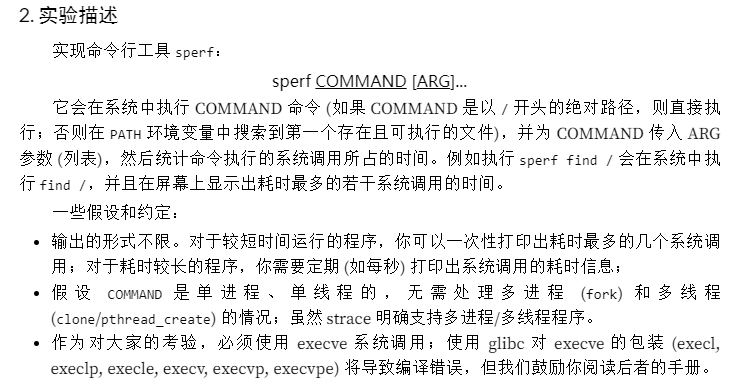 2. 实验描述
实现命令行工具 sperf：
sperf COMMAND [ARG]...
它会在系统中执行 COMMAND 命令 (如果 COMMAND 是以 / 开头的绝对路径，则直接执
行；否则在 PATH 环境变量中搜索到第一个存在且可执行的文件)，并为 COMMAND 传入 ARG
参数 (列表)，然后统计命令执行的系统调用所占的时间。例如执行 sperf find / 会在系统中执
行 find /，并且在屏幕上显示出耗时最多的若干系统调用的时间。
一些假设和约定：
• 输出的形式不限。对于较短时间运行的程序，你可以一次性打印出耗时最多的几个系统调
用；对于耗时较长的程序，你需要定期 (如每秒) 打印出系统调用的耗时信息；
• 假设 COMMAND 是单进程、单线程的，无需处理多进程 (fork) 和多线程
(clone/pthread_create) 的情况；虽然 strace 明确支持多进程/多线程程序。
• 作为对大家的考验，必须使用 execve 系统调用；使用 glibc 对 execve 的包装 (execl,
execlp, execle, execv, execvp, execvpe) 将导致编译错误，但我们鼓励你阅读后者的手册。